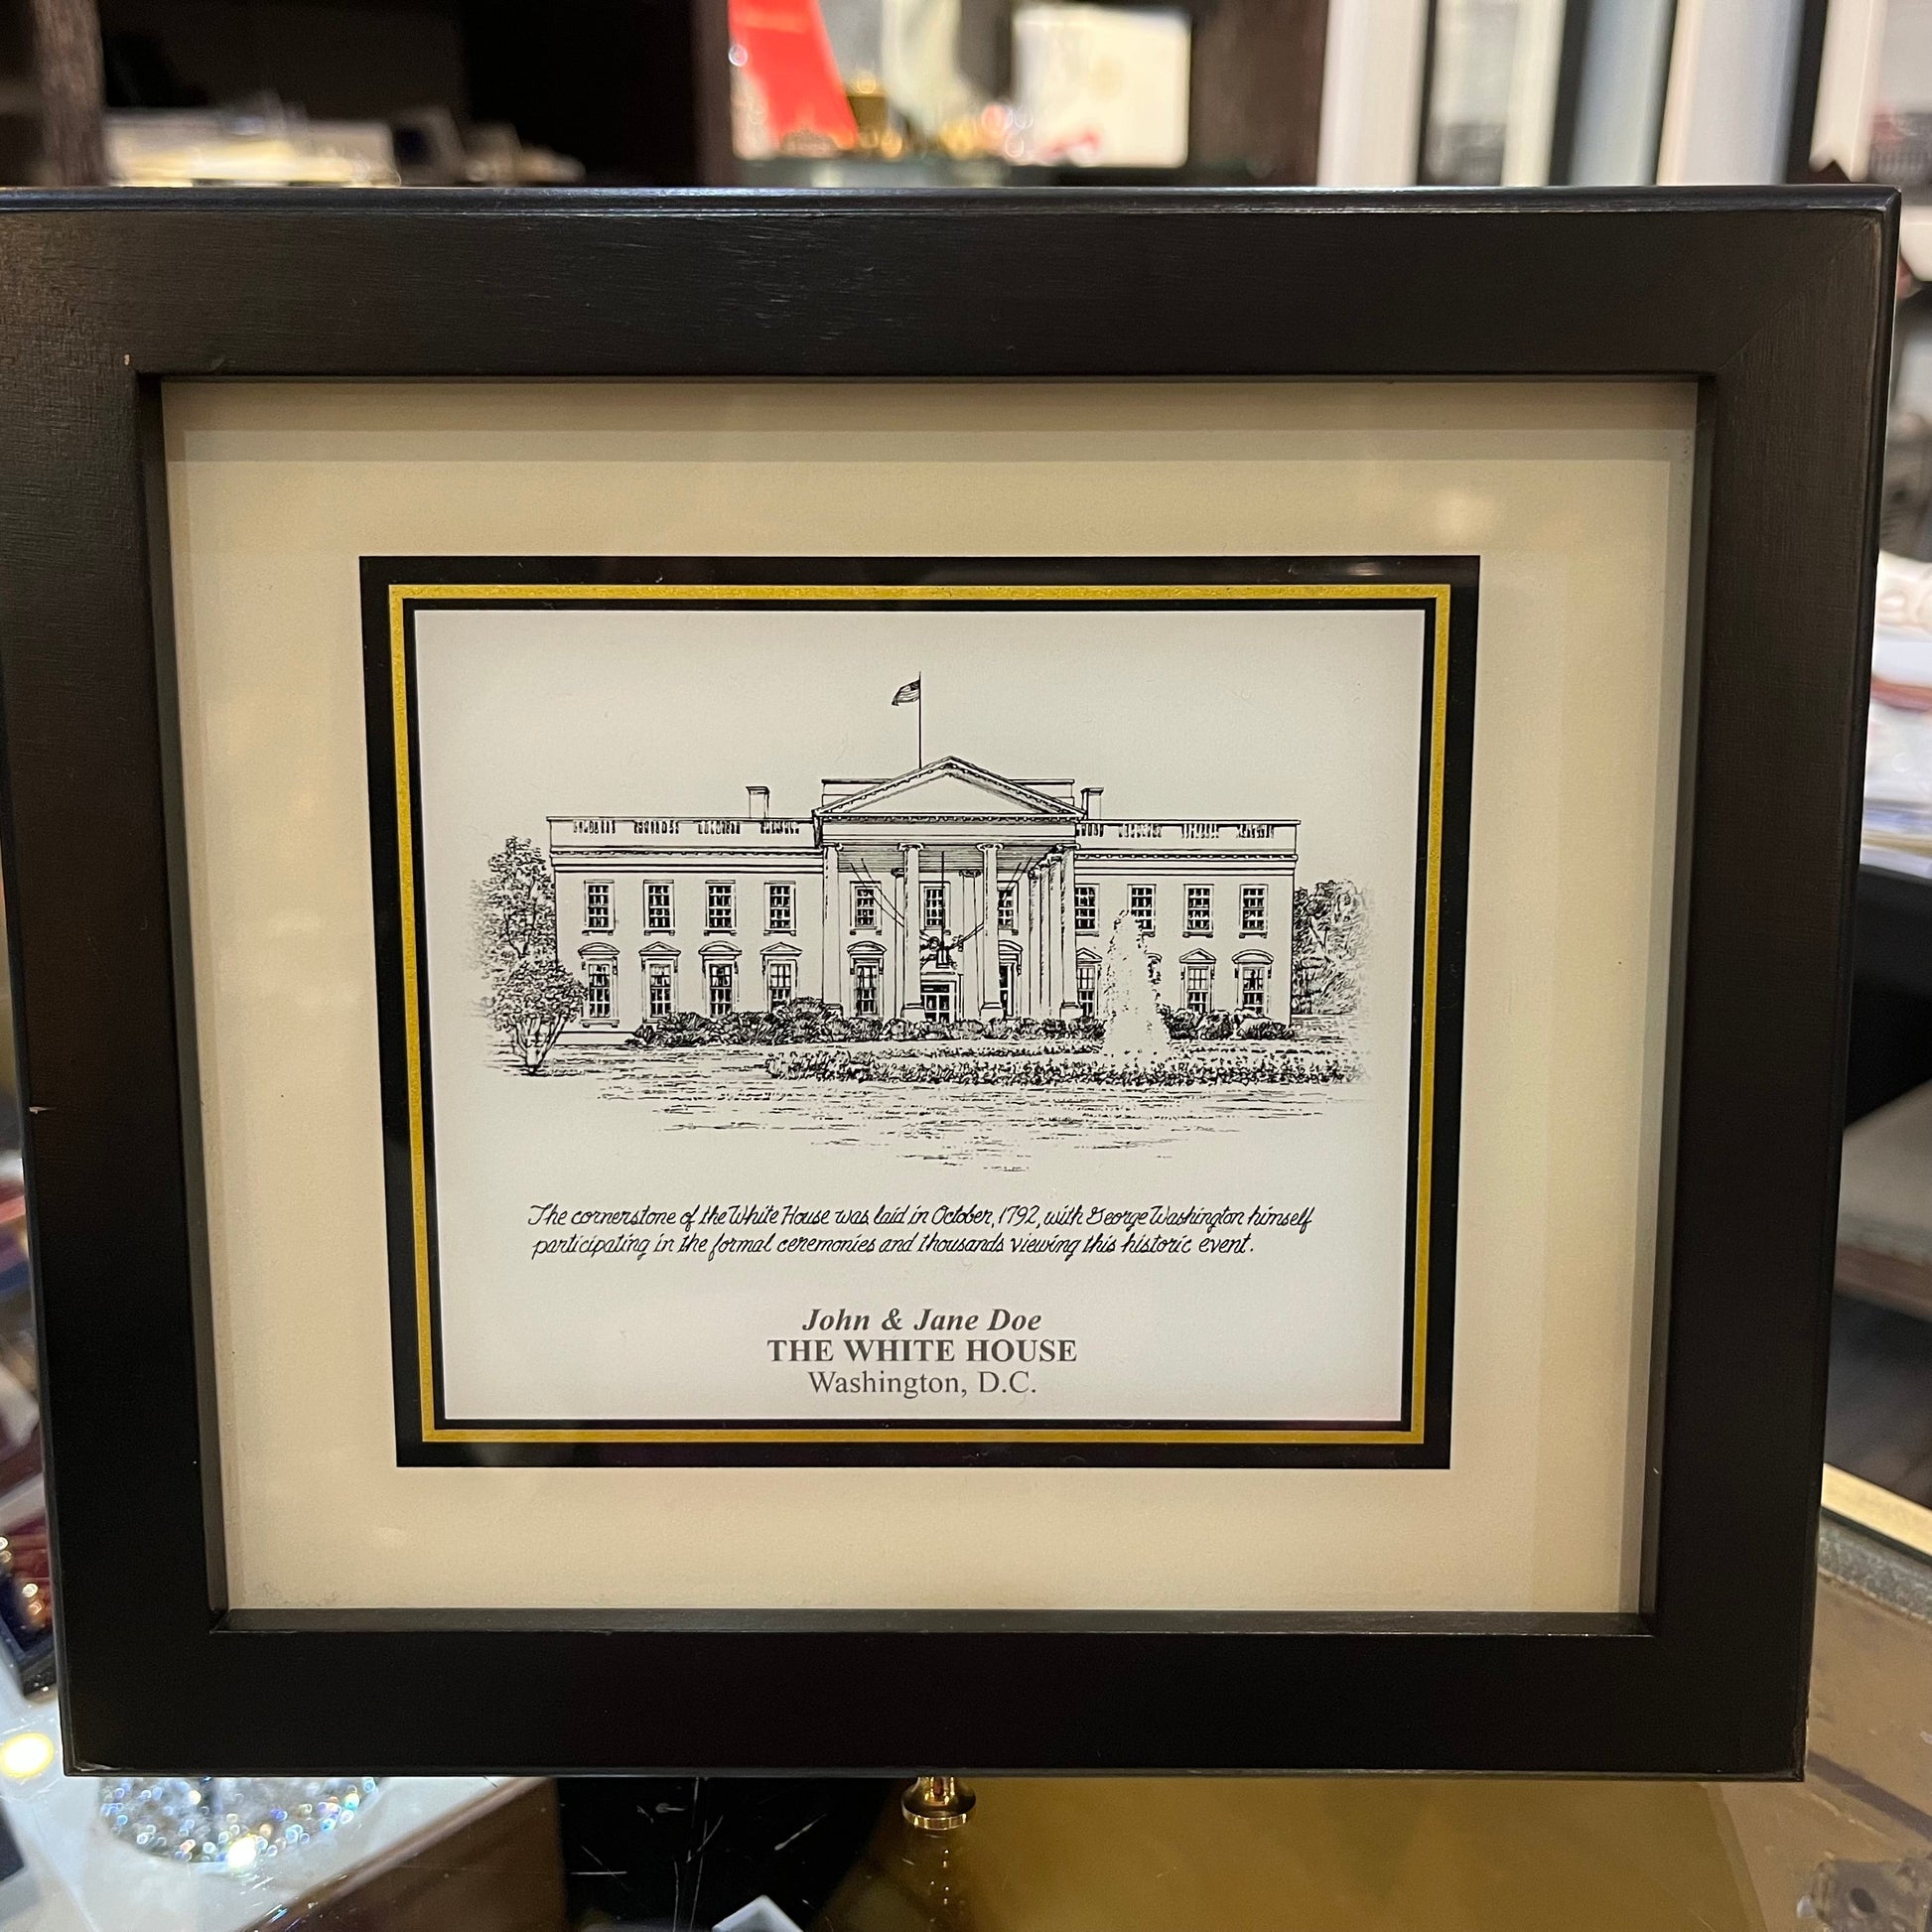 The cornerstone of the White House was laid in October, 1792, with George Washington himself
participating in the formal ceremonies and thousands viewing this historic event.
John & Jane Doe
THE WHITE HOUSE
Washington, D.C.